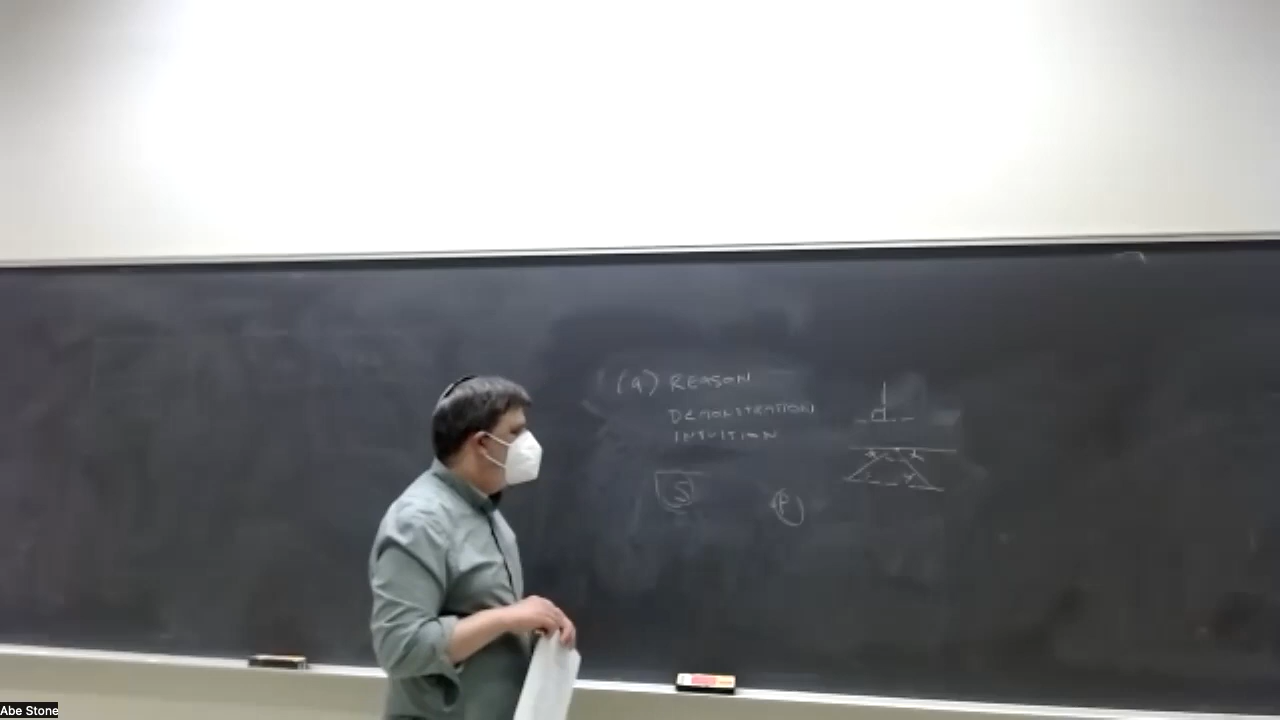 (a) REASON
DEMONSTRATION
INTUITION
S
P
d
Abe Stone